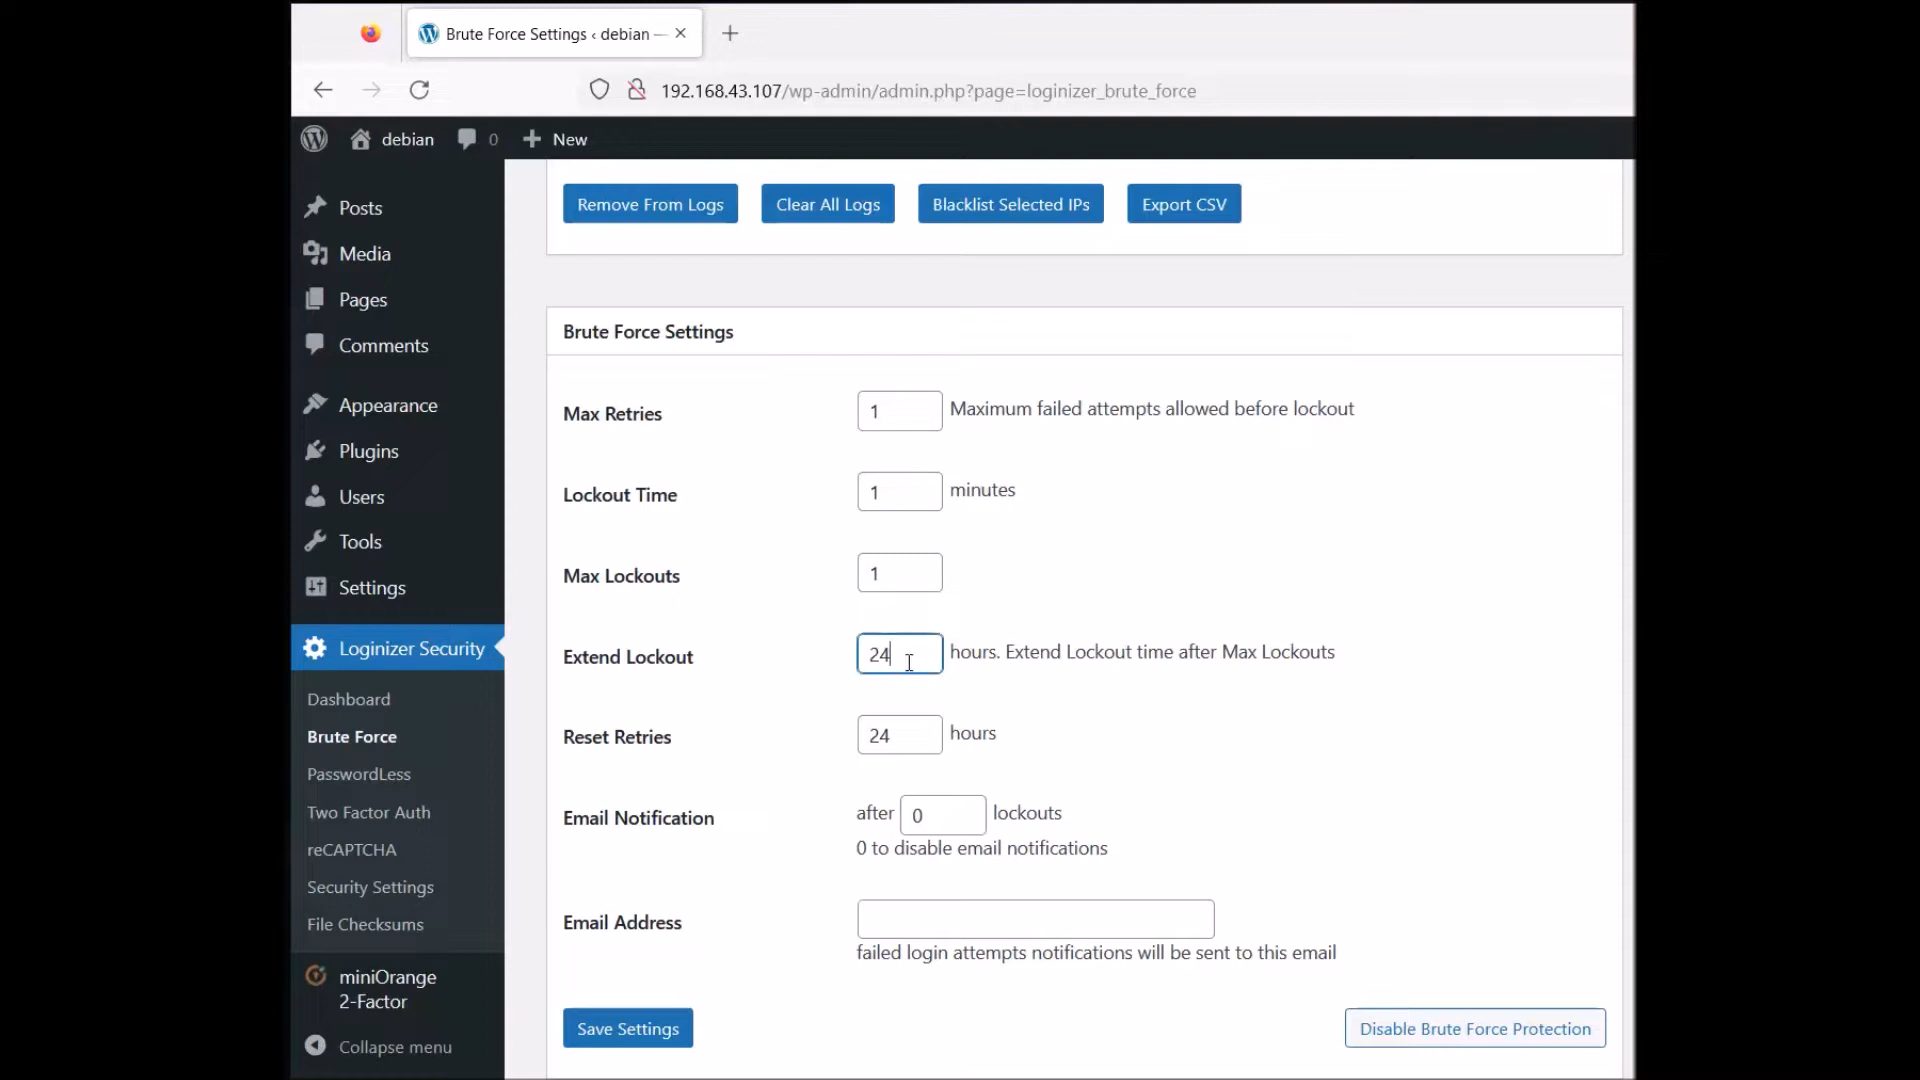 Brute Force Settings ‹ debian —
192.168.43.107/wp-admin/admin.php?page=loginizer_brute_force
debian 0 New
Posts
Media
Pages
Comments
Appearance
Plugins
Users
Tools
Settings
Loginizer Security
Dashboard
Brute Force
PasswordLess
Two Factor Auth
reCAPTCHA
Security Settings
File Checksums
miniOrange
2-Factor
Collapse menu
Remove From Logs Clear All Logs Blacklist Selected IPs Export CSV
Brute Force Settings
Max Retries 1 Maximum failed attempts allowed before lockout
Lockout Time 1 minutes
Max Lockouts 1
Extend Lockout 24 hours. Extend Lockout time after Max Lockouts
Reset Retries 24 hours
Email Notification after 0 lockouts
0 to disable email notifications
Email Address
failed login attempts notifications will be sent to this email
Save Settings Disable Brute Force Protection